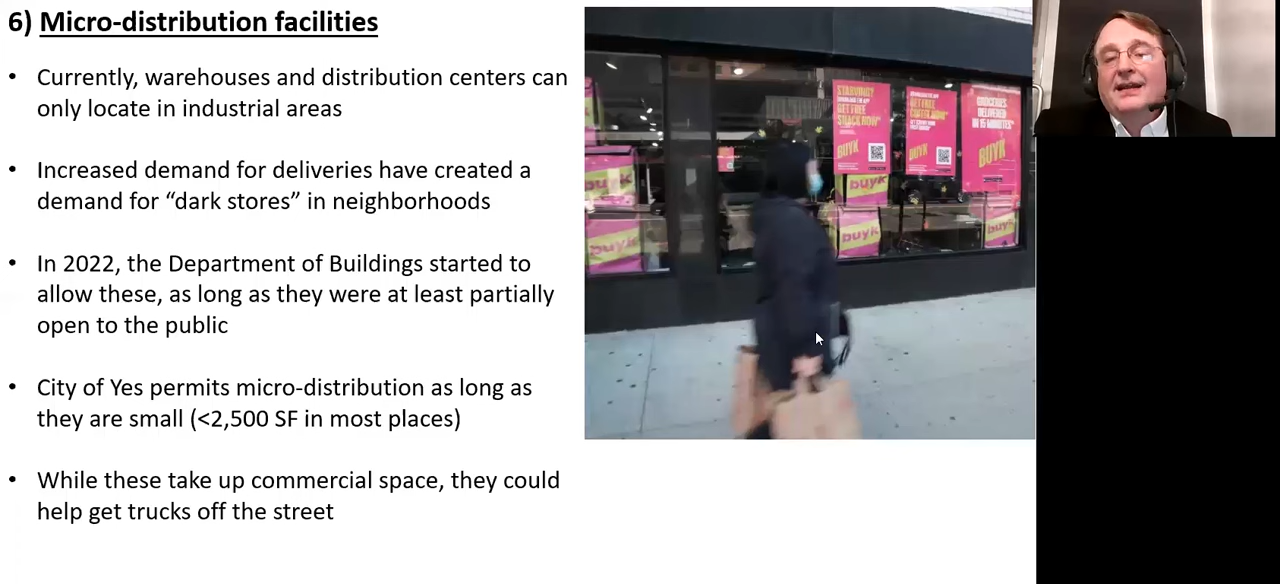 6) Micro-distribution facilities
• Currently, warehouses and distribution centers can
only locate in industrial areas
• Increased demand for deliveries have created a
demand for “dark stores” in neighborhoods
• In 2022, the Department of Buildings started to
allow these, as long as they were at least partially
open to the public
• City of Yes permits micro-distribution as long as
they are small (<2,500 SF in most places)
• While these take up commercial space, they could
help get trucks off the street
STARVING?
GET FREE
SNACK NOW
BUYK
GET FREE
BUYK
GROCERIES
DELIVERED
IN 15 MINUTES
BUYK
buyk
buyk
buyk
buyk
buyk